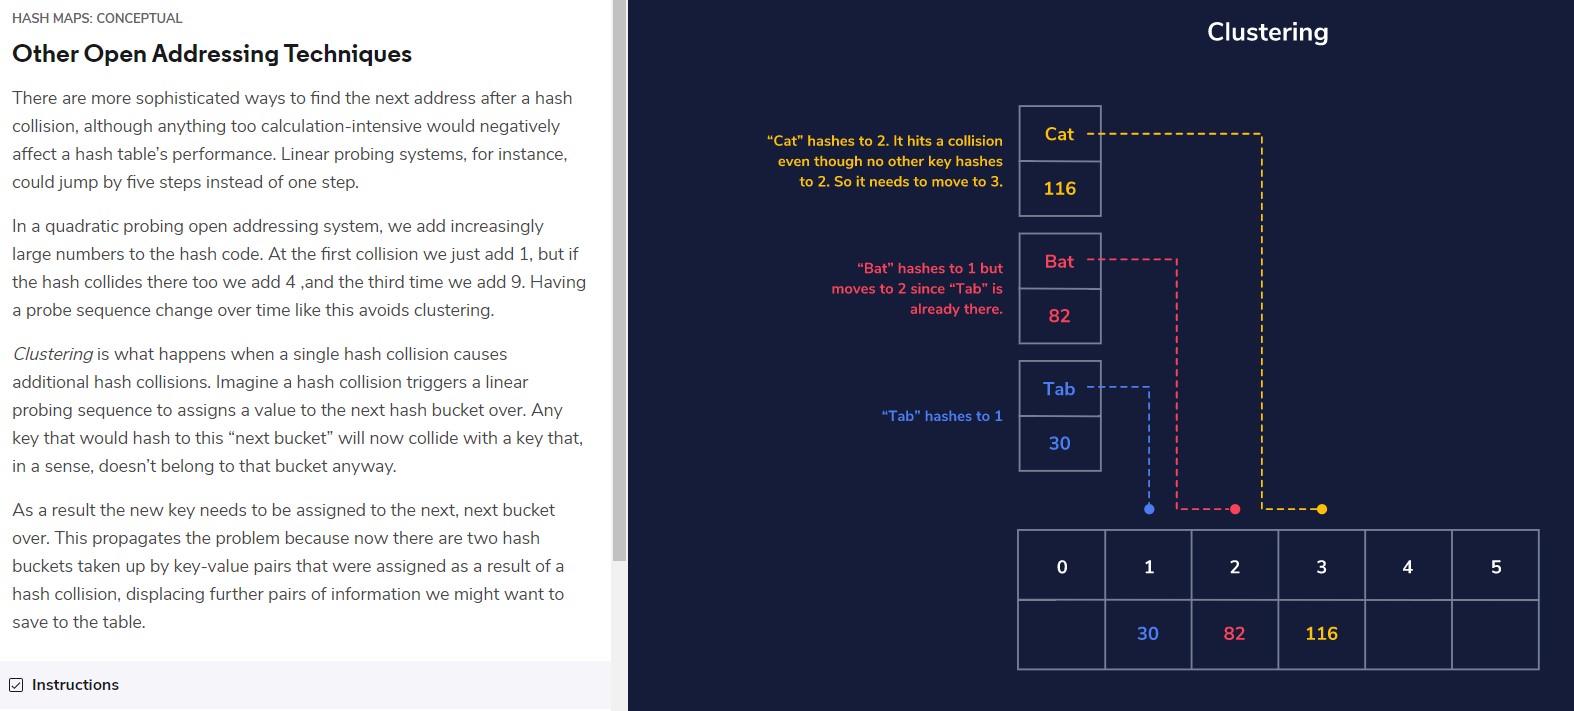 HASH MAPS: CONCEPTUAL
Other Open Addressing Techniques
There are more sophisticated ways to find the next address after a hash
collision, although anything too calculation-intensive would negatively
affect a hash table’s performance. Linear probing systems, for instance,
could jump by five steps instead of one step.
In a quadratic probing open addressing system, we add increasingly
large numbers to the hash code. At the first collision we just add 1, but if
the hash collides there too we add 4 ,and the third time we add 9. Having
a probe sequence change over time like this avoids clustering.
Clustering is what happens when a single hash collision causes
additional hash collisions. Imagine a hash collision triggers a linear
probing sequence to assigns a value to the next hash bucket over. Any
key that would hash to this “next bucket” will now collide with a key that,
in a sense, doesn’t belong to that bucket anyway.
As a result the new key needs to be assigned to the next, next bucket
over. This propagates the problem because now there are two hash
buckets taken up by key-value pairs that were assigned as a result of a
hash collision, displacing further pairs of information we might want to
save to the table.
Instructions
Clustering
“Cat” hashes to 2. It hits a collision
even though no other key hashes
to 2. So it needs to move to 3.
Cat
116
“Bat” hashes to 1 but
moves to 2 since “Tab” is
already there.
Bat
82
“Tab” hashes to 1
Tab
30
0 1 2 3 4 5
30 82 116